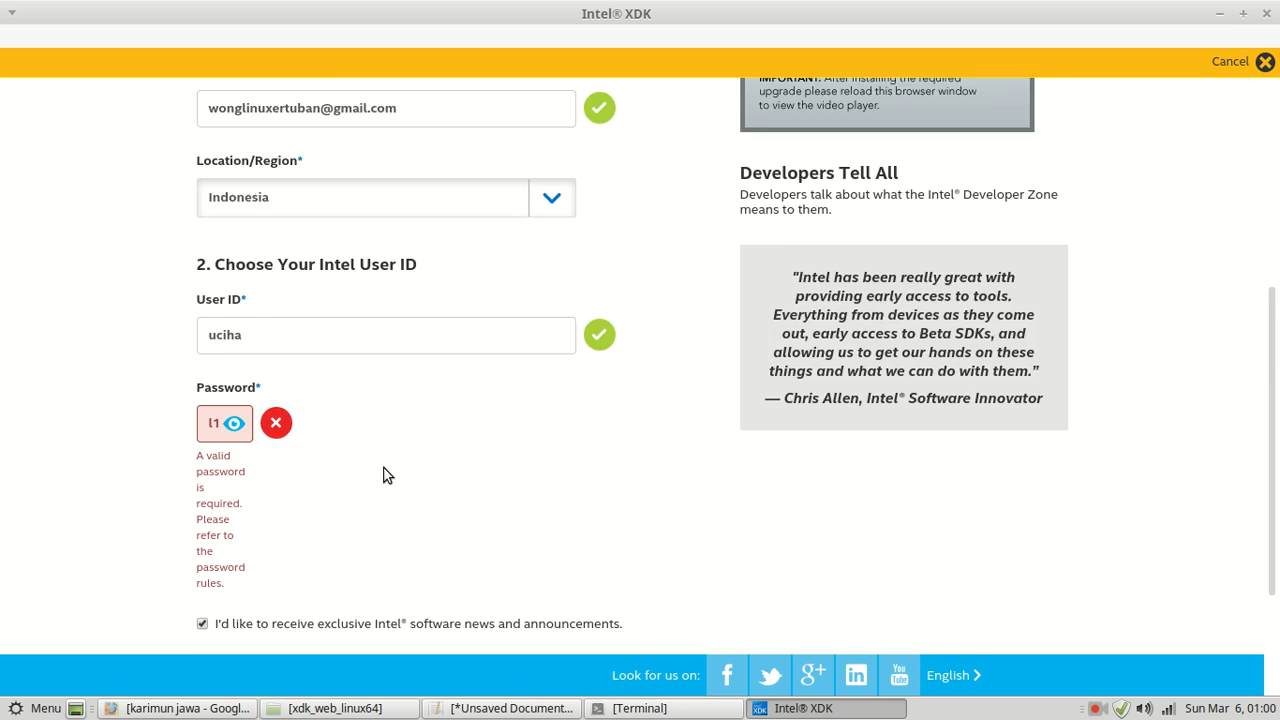 Intel® XDK
Cancel
wonglinuxertuban@gmail.com
Location/Region*
Indonesia
2. Choose Your Intel User ID
User ID*
uciha
Password*
l1
A valid
password
is
required.
Please
refer to
the
password
rules.
I'd like to receive exclusive Intel® software news and announcements.
IMPORTANT: After installing the required
upgrade please reload this browser window
to view the video player.
Developers Tell All
Developers talk about what the Intel® Developer Zone
means to them.
"Intel has been really great with
providing early access to tools.
Everything from devices as they come
out, early access to Beta SDKs, and
allowing us to get our hands on these
things and what we can do with them.”
— Chris Allen, Intel® Software Innovator
Look for us on:
English
Menu
[karimun jawa - Googl...
[xdk_web_linux64]
[*Unsaved Document...
[Terminal]
Intel® XDK
Sun Mar 6, 01:00